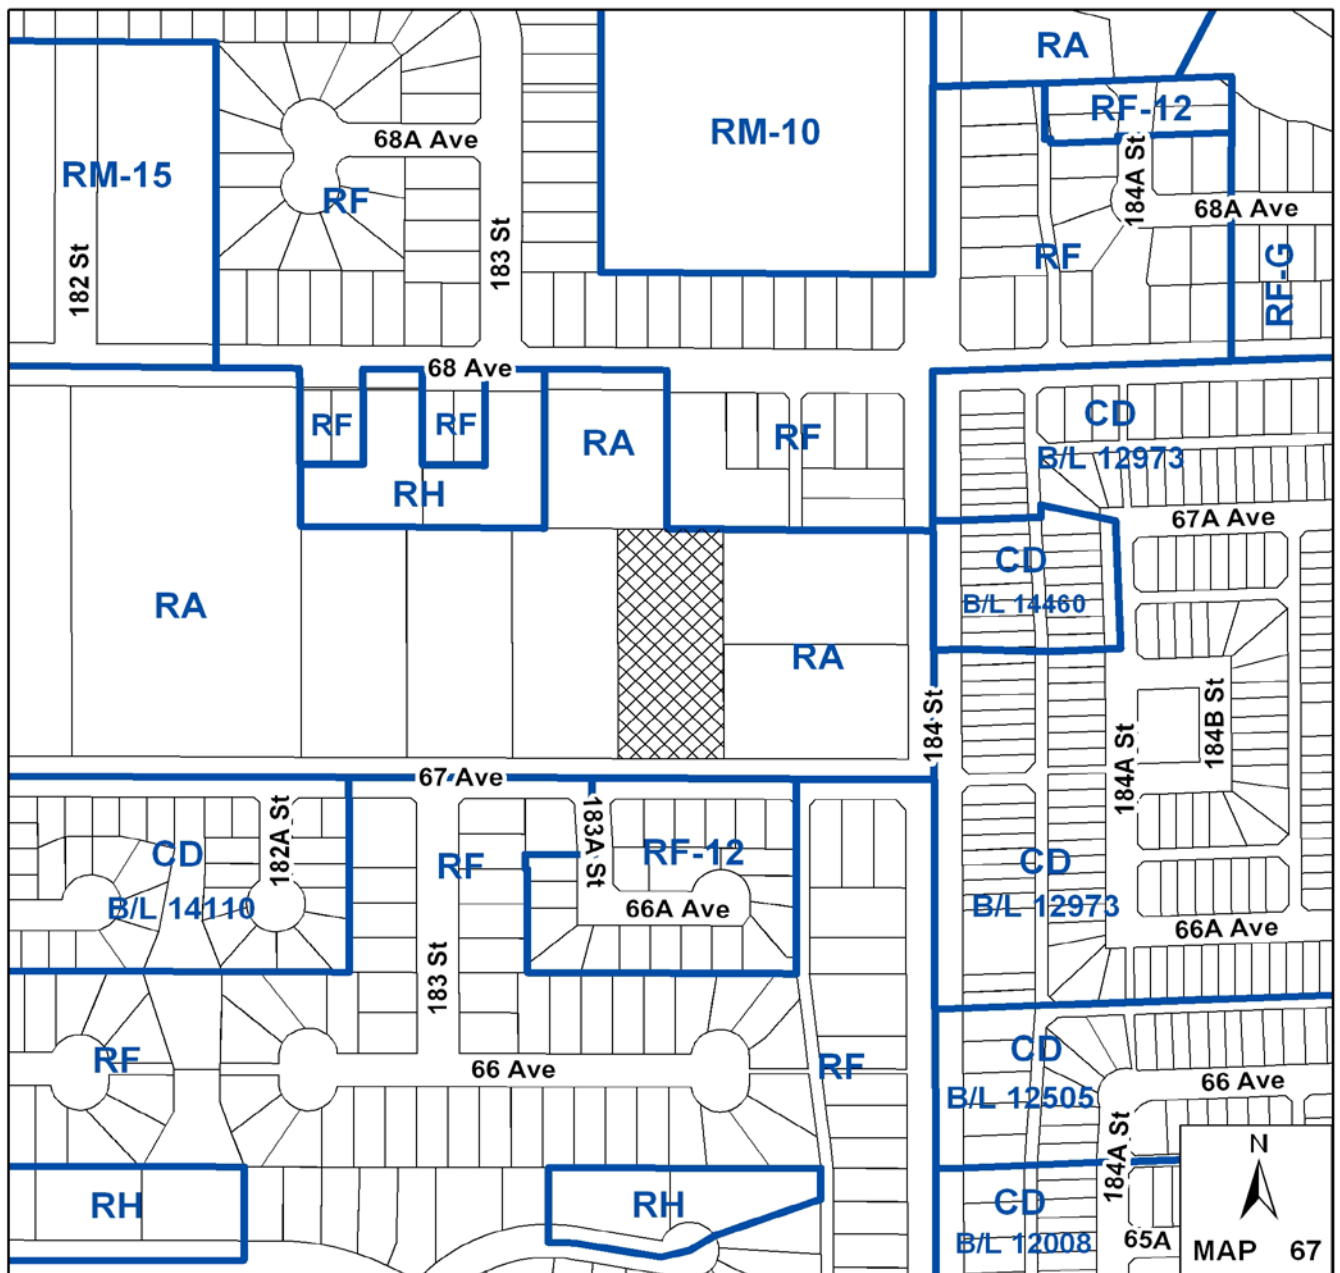 RA
RF-12
RM-10
68A Ave
RM-15
184A St
RF
68A Ave
183 St
RF
182 St
RF-G
68 Ave
CD
RF
RF
RA
RF
B/L 12973
RH
67A Ave
CD
B/L 14460
RA
RA
184 St
184B St
184A St
67 Ave
182A St
183A St
CD
RF
RF-12
CD
B/L 14110
66A Ave
B/L 12973
66A Ave
183 St
CD
RF
66 Ave
RF
66 Ave
B/L 12505
184A St
N
RH
RH
CD
B/L 12008
65A
MAP 67